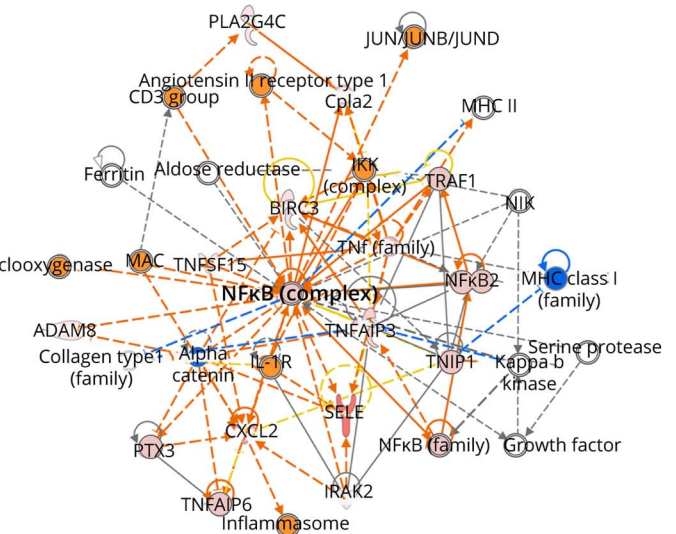 PLA2G4C
JUN/JUNB/JUND
Angiotensin II receptor type 1
CD3 group
Cpla2
MHC II
Ferritin
Aldose reductase
IKK
(complex)
TRAF1
BIRC3
NIK
TNf (family)
clooxygenase
MAC
TNFSF15
NFκB2
MHC class I
(family)
NFκB (complex)
ADAM8
TNFAIP3
Collagen type1
(family)
Alpha
catenin
IL-1R
TNIP1
Kappa b
kinase
Serine protease
SELE
CXCL2
PTX3
NFκB (family)
Growth factor
TNFAIP6
IRAK2
Inflammasome